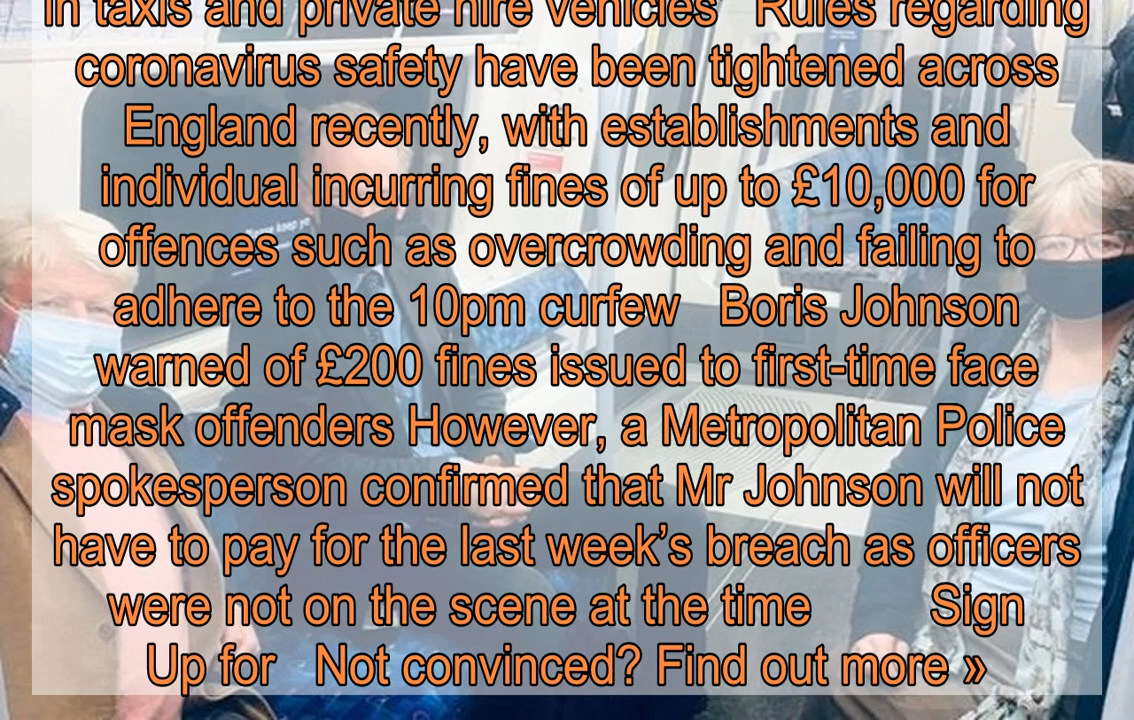 in taxis and private hire vehicles Rules regarding
coronavirus safety have been tightened across
England recently, with establishments and
individual incurring fines of up to £10,000 for
offences such as overcrowding and failing to
adhere to the 10pm curfew Boris Johnson
warned of £200 fines issued to first-time face
mask offenders However, a Metropolitan Police
spokesperson confirmed that Mr Johnson will not
have to pay for the last week’s breach as officers
were not on the scene at the time Sign
Up for Not convinced? Find out more »